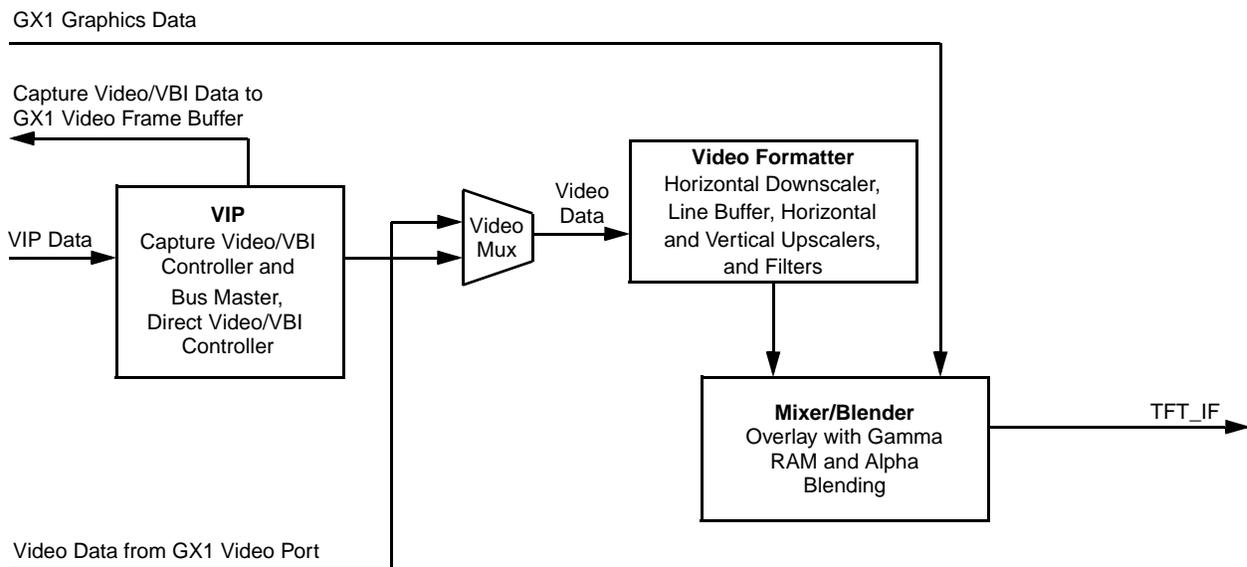 GX1 Graphics Data
Capture Video/VBI Data to
GX1 Video Frame Buffer
VIP Data
VIP
Capture Video/VBI
Controller and
Bus Master,
Direct Video/VBI
Controller
Video
Mux
Video
Data
Video Formatter
Horizontal Downscaler,
Line Buffer, Horizontal
and Vertical Upscalers,
and Filters
Mixer/Blender
Overlay with Gamma
RAM and Alpha
Blending
TFT_IF
Video Data from GX1 Video Port